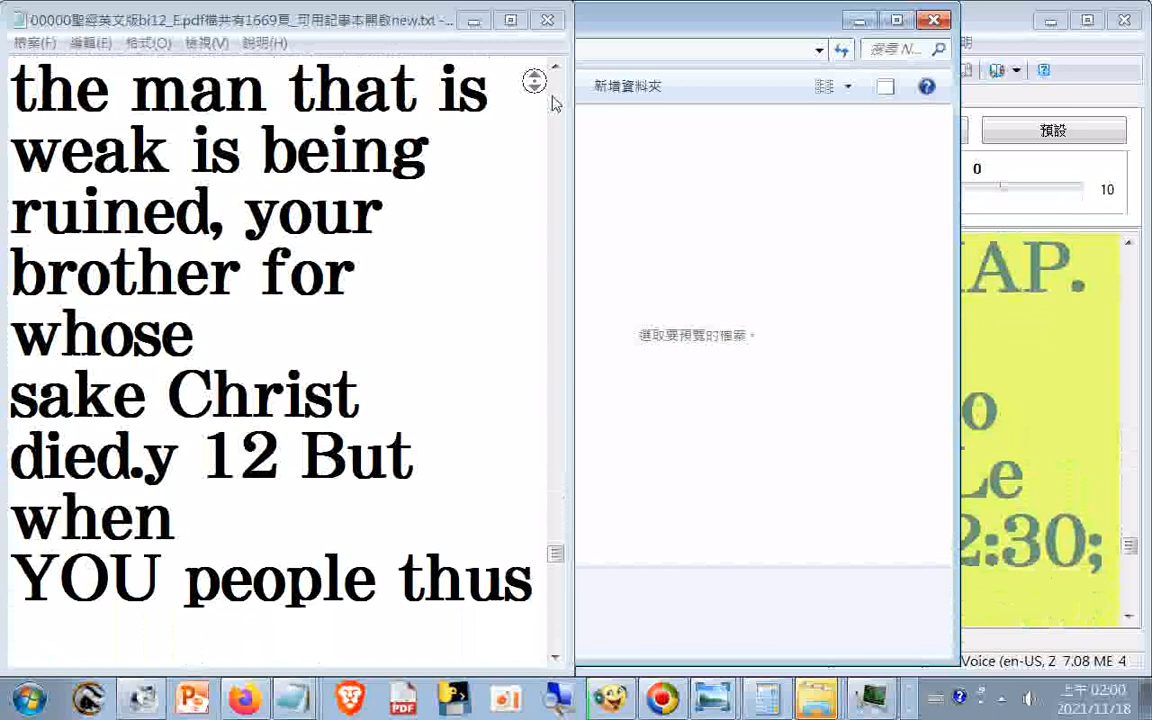 00000聖經英文版bi12_E.pdf檔共有1669頁_可用記事本開啟new.txt -...
檔案(F) 編輯(E) 格式(O) 檢視(V) 說明(H)
the man that is
weak is being
ruined, your
brother for
whose
sake Christ
died.y 12 But
when
YOU people thus
搜尋 N...
新增資料夾
選取要預覽的檔案。
明
預設
0
10
AP.
o
Le
2:30;
Voice (en-US, Z 7.08 ME 4
上午 02:00
2021/11/18